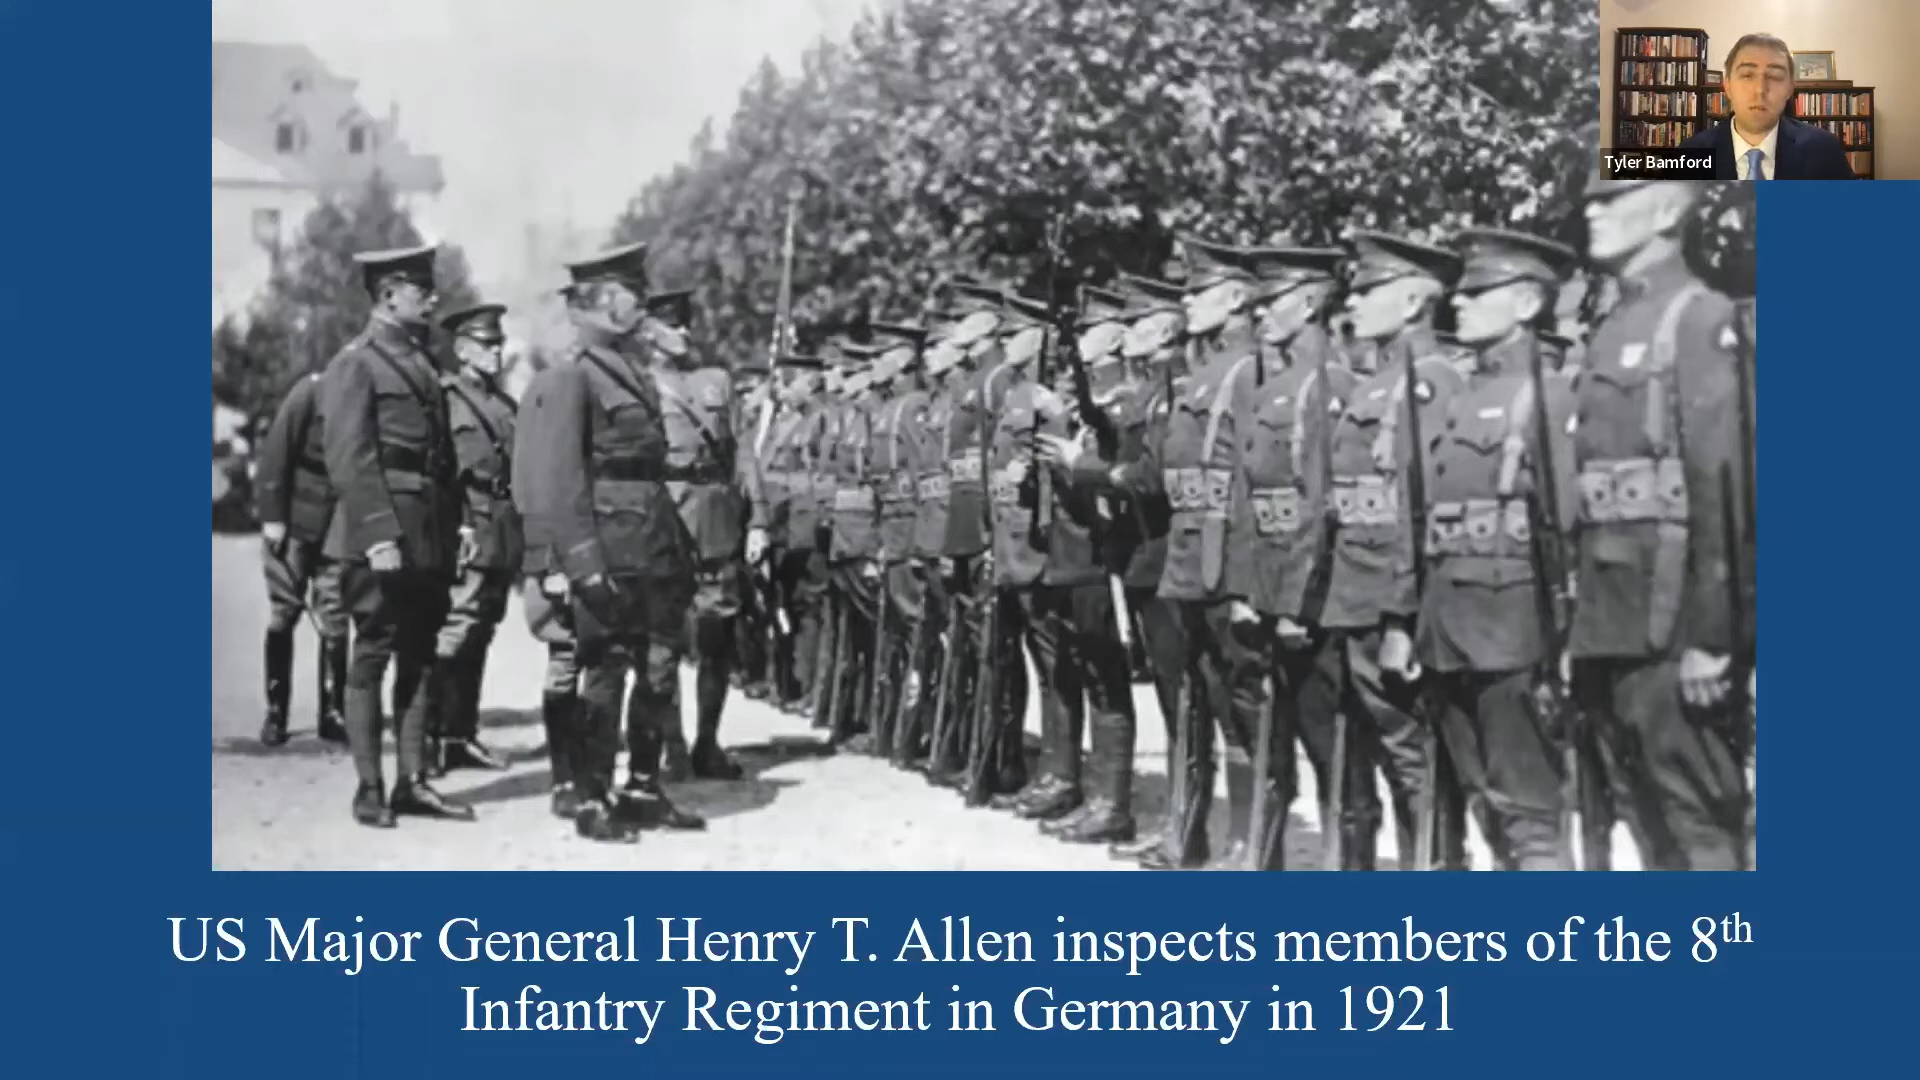 Tyler Bamford
US Major General Henry T. Allen inspects members of the 8th
Infantry Regiment in Germany in 1921